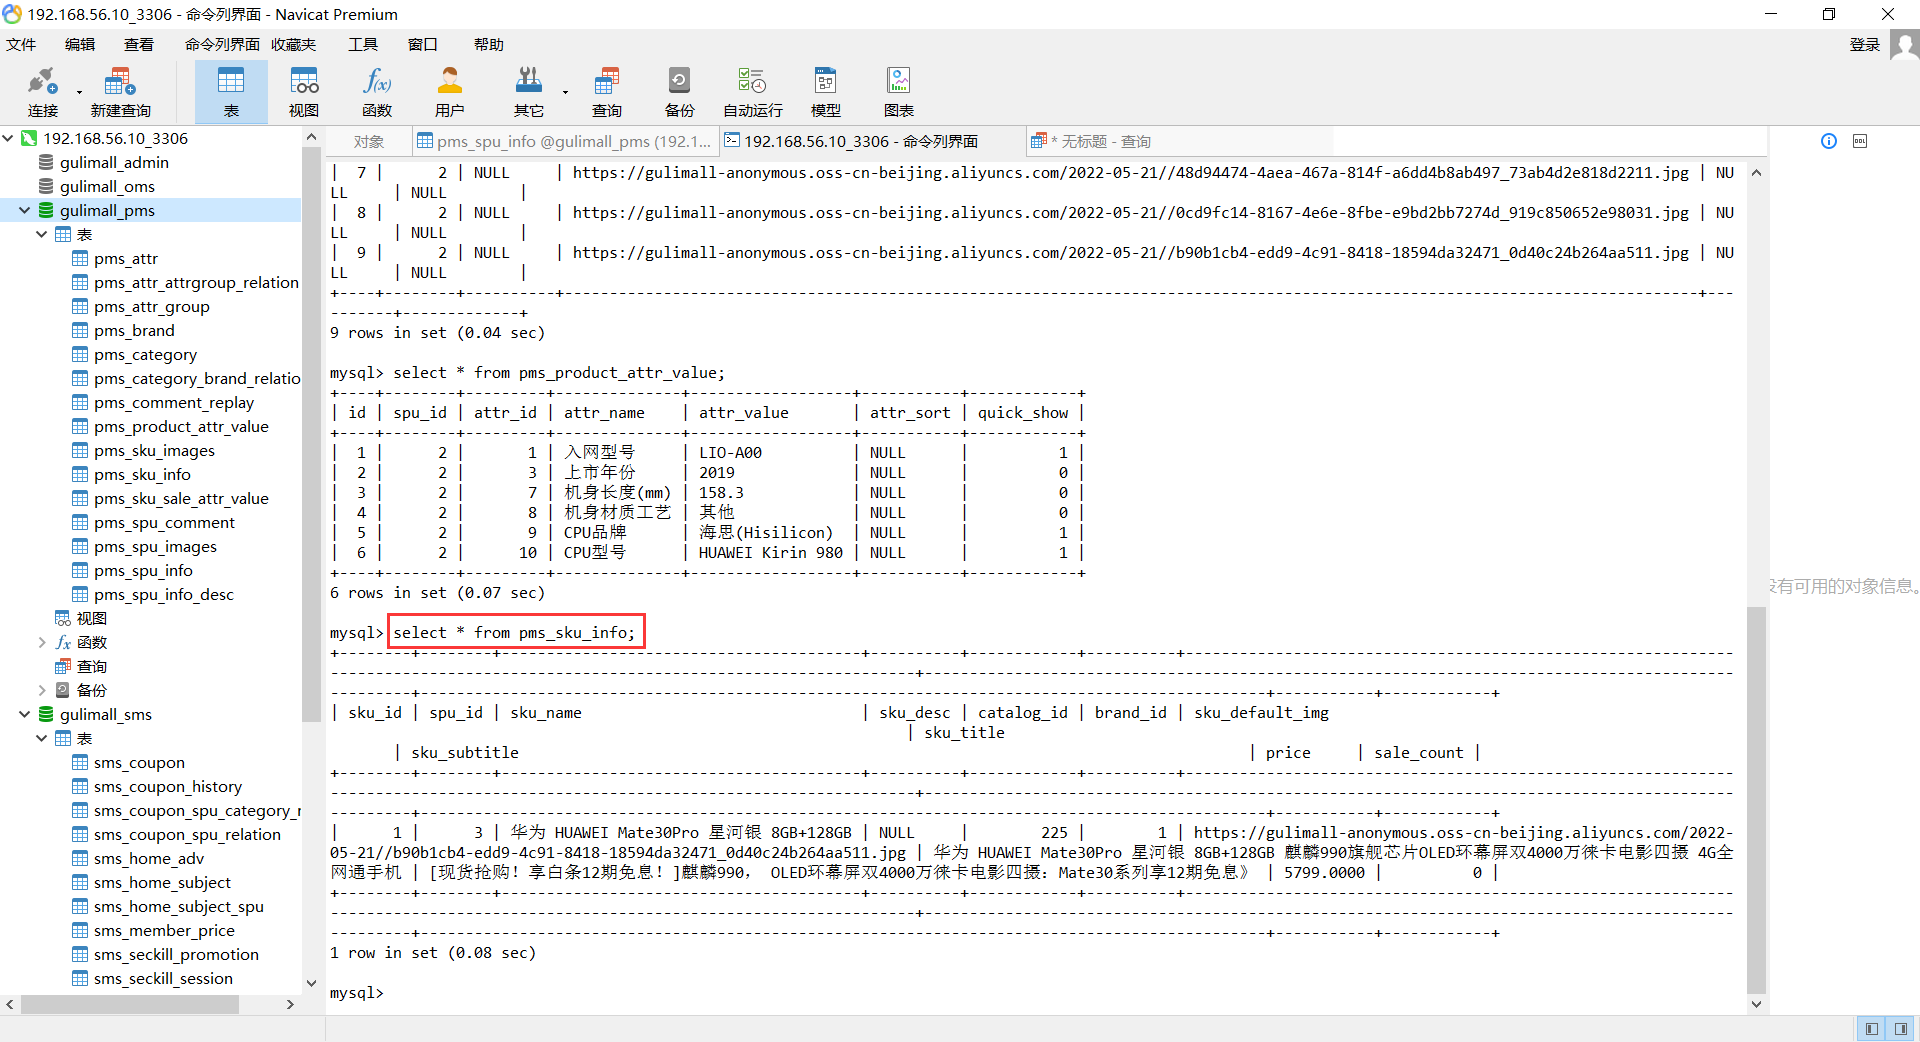 192.168.56.10_3306 - 命令列界面 - Navicat Premium
文件 编辑 查看 命令列界面 收藏夹 工具 窗口 帮助 登录
连接 新建查询 表 视图 函数 用户 其它 查询 备份 自动运行 模型 图表
192.168.56.10_3306
gulimall_admin
gulimall_oms
gulimall_pms
表
pms_attr
pms_attr_attrgroup_relation
pms_attr_group
pms_brand
pms_category
pms_category_brand_relatio
pms_comment_replay
pms_product_attr_value
pms_sku_images
pms_sku_info
pms_sku_sale_attr_value
pms_spu_comment
pms_spu_images
pms_spu_info
pms_spu_info_desc
视图
函数
查询
备份
gulimall_sms
表
sms_coupon
sms_coupon_history
sms_coupon_spu_category_r
sms_coupon_spu_relation
sms_home_adv
sms_home_subject
sms_home_subject_spu
sms_member_price
sms_seckill_promotion
sms_seckill_session
对象 pms_spu_info @gulimall_pms (192.1... 192.168.56.10_3306 - 命令列界面 * 无标题 - 查询
| 7 | 2 | NULL | https://gulimall-anonymous.oss-cn-beijing.aliyuncs.com/2022-05-21//48d94474-4aea-467a-814f-a6dd4b8ab497_73ab4d2e818d2211.jpg | NU
LL | NULL |
| 8 | 2 | NULL | https://gulimall-anonymous.oss-cn-beijing.aliyuncs.com/2022-05-21//0cd9fc14-8167-4e6e-8fbe-e9bd2bb7274d_919c850652e98031.jpg | NU
LL | NULL |
| 9 | 2 | NULL | https://gulimall-anonymous.oss-cn-beijing.aliyuncs.com/2022-05-21//b90b1cb4-edd9-4c91-8418-18594da32471_0d40c24b264aa511.jpg | NU
LL | NULL |
9 rows in set (0.04 sec)
mysql> select * from pms_product_attr_value;
| id | spu_id | attr_id | attr_name | attr_value | attr_sort | quick_show |
| 1 | 2 | 1 | 入网型号 | LIO-A00 | NULL | 1 |
| 2 | 2 | 3 | 上市年份 | 2019 | NULL | 0 |
| 3 | 2 | 7 | 机身长度(mm) | 158.3 | NULL | 0 |
| 4 | 2 | 8 | 机身材质工艺 | 其他 | NULL | 0 |
| 5 | 2 | 9 | CPU品牌 | 海思(Hisilicon) | NULL | 1 |
| 6 | 2 | 10 | CPU型号 | HUAWEI Kirin 980 | NULL | 1 |
6 rows in set (0.07 sec)
mysql> select * from pms_sku_info;
| sku_id | spu_id | sku_name | sku_desc | catalog_id | brand_id | sku_default_img
| sku_title
| sku_subtitle | price | sale_count |
| 1 | 3 | 华为 HUAWEI Mate30Pro 星河银 8GB+128GB | NULL | 225 | 1 | https://gulimall-anonymous.oss-cn-beijing.aliyuncs.com/2022-
05-21//b90b1cb4-edd9-4c91-8418-18594da32471_0d40c24b264aa511.jpg | 华为 HUAWEI Mate30Pro 星河银 8GB+128GB 麒麟990旗舰芯片OLED环幕屏双4000万徕卡电影四摄 4G全
网通手机 | [现货抢购！享白条12期免息！]麒麟990， OLED环幕屏双4000万徕卡电影四摄：Mate30系列享12期免息》 | 5799.0000 | 0 |
1 row in set (0.08 sec)
mysql>
没有可用的对象信息。